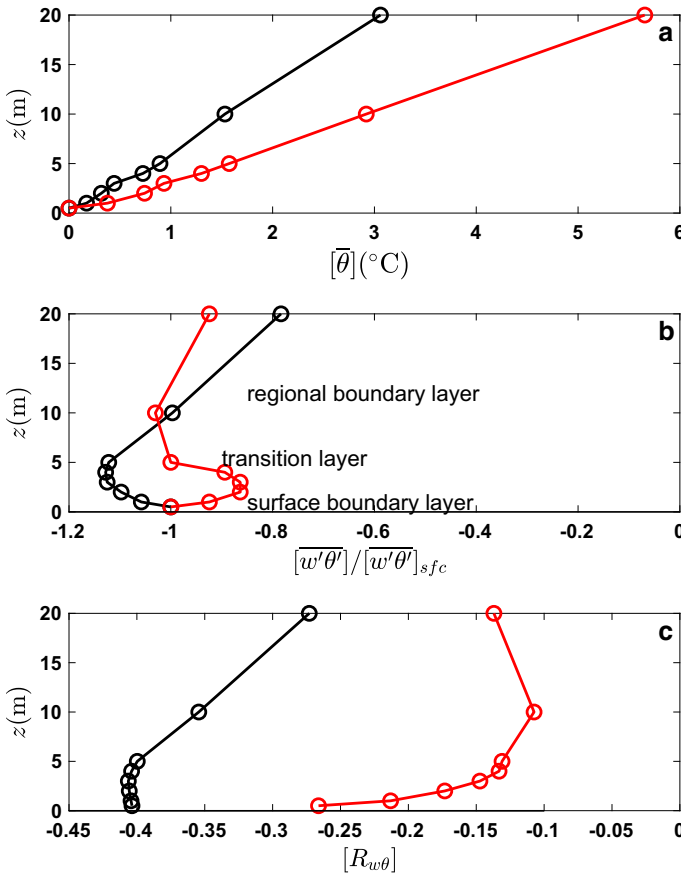 20
15
10
5
0
z(m)
a
0 1 2 3 4 5 6
[θ̅](°C)
20
15
10
5
0
z(m)
b
regional boundary layer
transition layer
surface boundary layer
-1.2 -1 -0.8 -0.6 -0.4 -0.2 0
[w′θ′]/[w′θ′]sfc
20
15
10
5
0
z(m)
c
-0.45 -0.4 -0.35 -0.3 -0.25 -0.2 -0.15 -0.1 -0.05 0
[Rwθ]